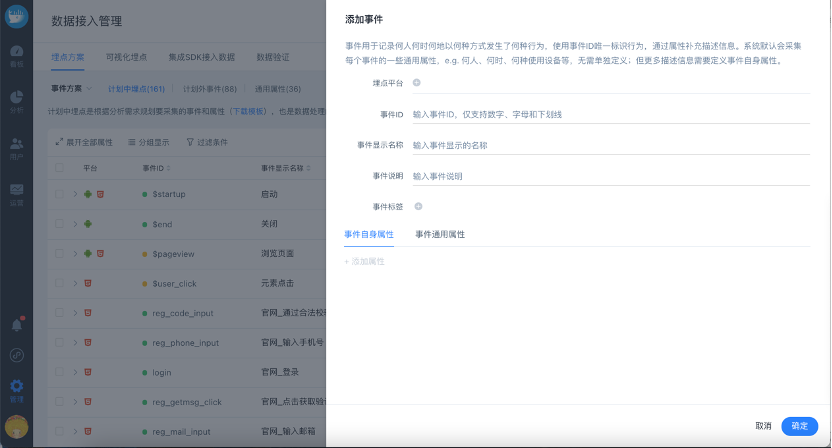 数据接入管理
埋点方案 可视化埋点 集成SDK接入数据 数据验证
事件方案 计划中埋点(161) 计划外事件(88) 通用属性(36)
计划中埋点是根据分析需求规划要采集的事件和属性（下载模板），也是数据处理
展开全部属性 分组显示 过滤条件
平台 事件ID 事件显示名称
$startup 启动
$end 关闭
$pageview 浏览页面
$user_click 元素点击
reg_code_input 官网_通过合法校
reg_phone_input 官网_输入手机号
login 官网_登录
reg_getmsg_click 官网_点击获取验
reg_mail_input 官网_输入邮箱
看板
分析
用户
运营
管理
添加事件
事件用于记录何人何时何地以何种方式发生了何种行为，使用事件ID唯一标识行为，通过属性补充描述信息。系统默认会采集
每个事件的一些通用属性，e.g. 何人、何时、何种使用设备等，无需单独定义；但更多描述信息需要定义事件自身属性。
埋点平台
事件ID 输入事件ID，仅支持数字、字母和下划线
事件显示名称 输入事件显示的名称
事件说明 输入事件说明
事件标签
事件自身属性 事件通用属性
+ 添加属性
取消 确定